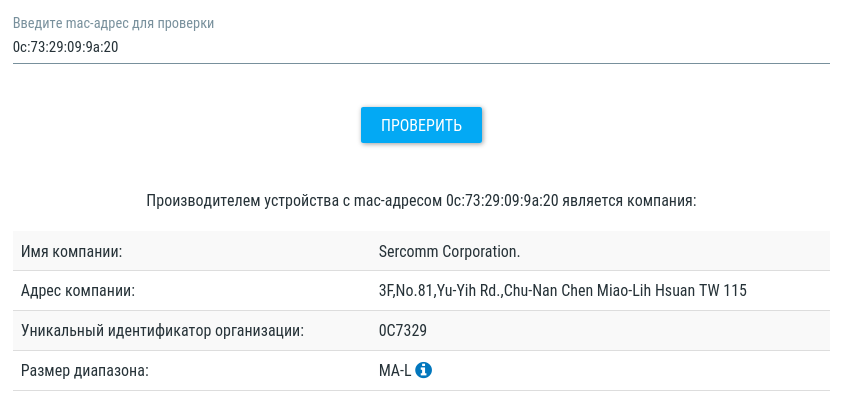 Введите mac-адрес для проверки
0c:73:29:09:9a:20
ПРОВЕРИТЬ
Производителем устройства с mac-адресом 0c:73:29:09:9a:20 является компания:
Имя компании: Sercomm Corporation.
Адрес компании: 3F,No.81,Yu-Yih Rd.,Chu-Nan Chen Miao-Lih Hsuan TW 115
Уникальный идентификатор организации: 0C7329
Размер диапазона: MA-L